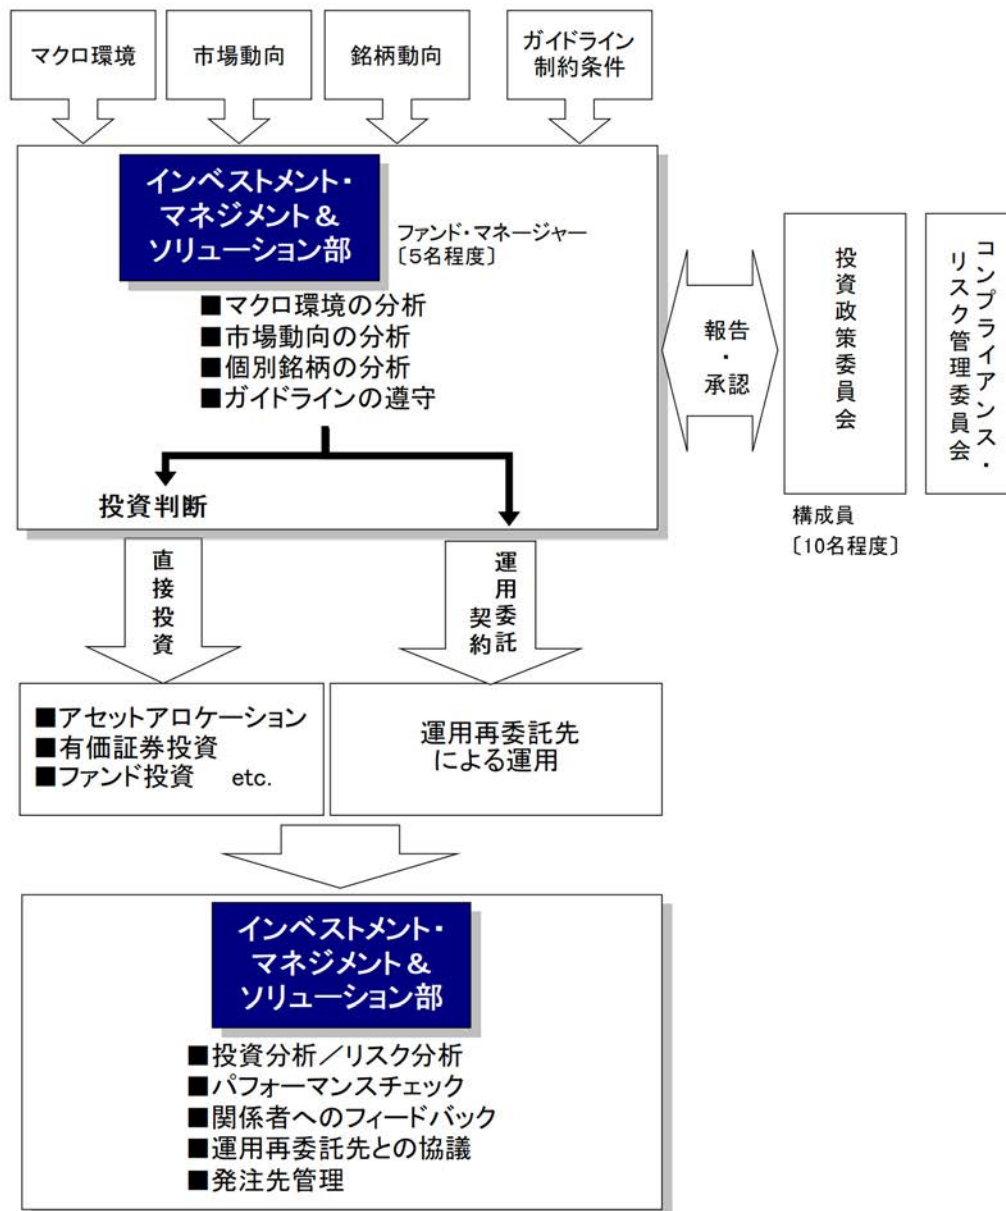 マクロ環境
市場動向
銘柄動向
ガイドライン
制約条件
インベストメント・
マネジメント＆
ソリューション部
ファンド・マネージャー
〔5名程度〕
■マクロ環境の分析
■市場動向の分析
■個別銘柄の分析
■ガイドラインの遵守
投資判断
報告
・
承認
投資政策委員会
コンプライアンス・
リスク管理委員会
構成員
〔10名程度〕
直接投資
運用委託
契約
■アセットアロケーション
■有価証券投資
■ファンド投資　etc.
運用再委託先
による運用
インベストメント・
マネジメント＆
ソリューション部
■投資分析／リスク分析
■パフォーマンスチェック
■関係者へのフィードバック
■運用再委託先との協議
■発注先管理